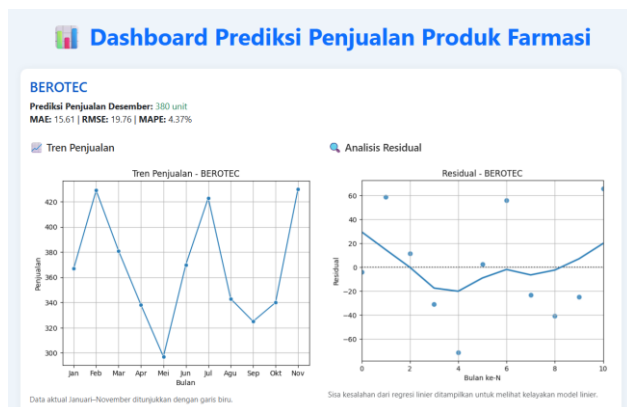 Dashboard Prediksi Penjualan Produk Farmasi
BEROTEC
Prediksi Penjualan Desember: 380 unit
MAE: 15.61 | RMSE: 19.76 | MAPE: 4.37%
Tren Penjualan
Tren Penjualan - BEROTEC
Penjualan
420
400
380
360
340
320
300
Jan Feb Mar Apr Mei Jun Jul Agu Sep Okt Nov
Bulan
Data aktual Januari–November ditunjukkan dengan garis biru.
Analisis Residual
Residual - BEROTEC
Residual
60
40
20
0
−20
−40
−60
0 2 4 6 8 10
Bulan ke-N
Sisa kesalahan dari regresi linier ditampilkan untuk melihat kelayakan model linier.